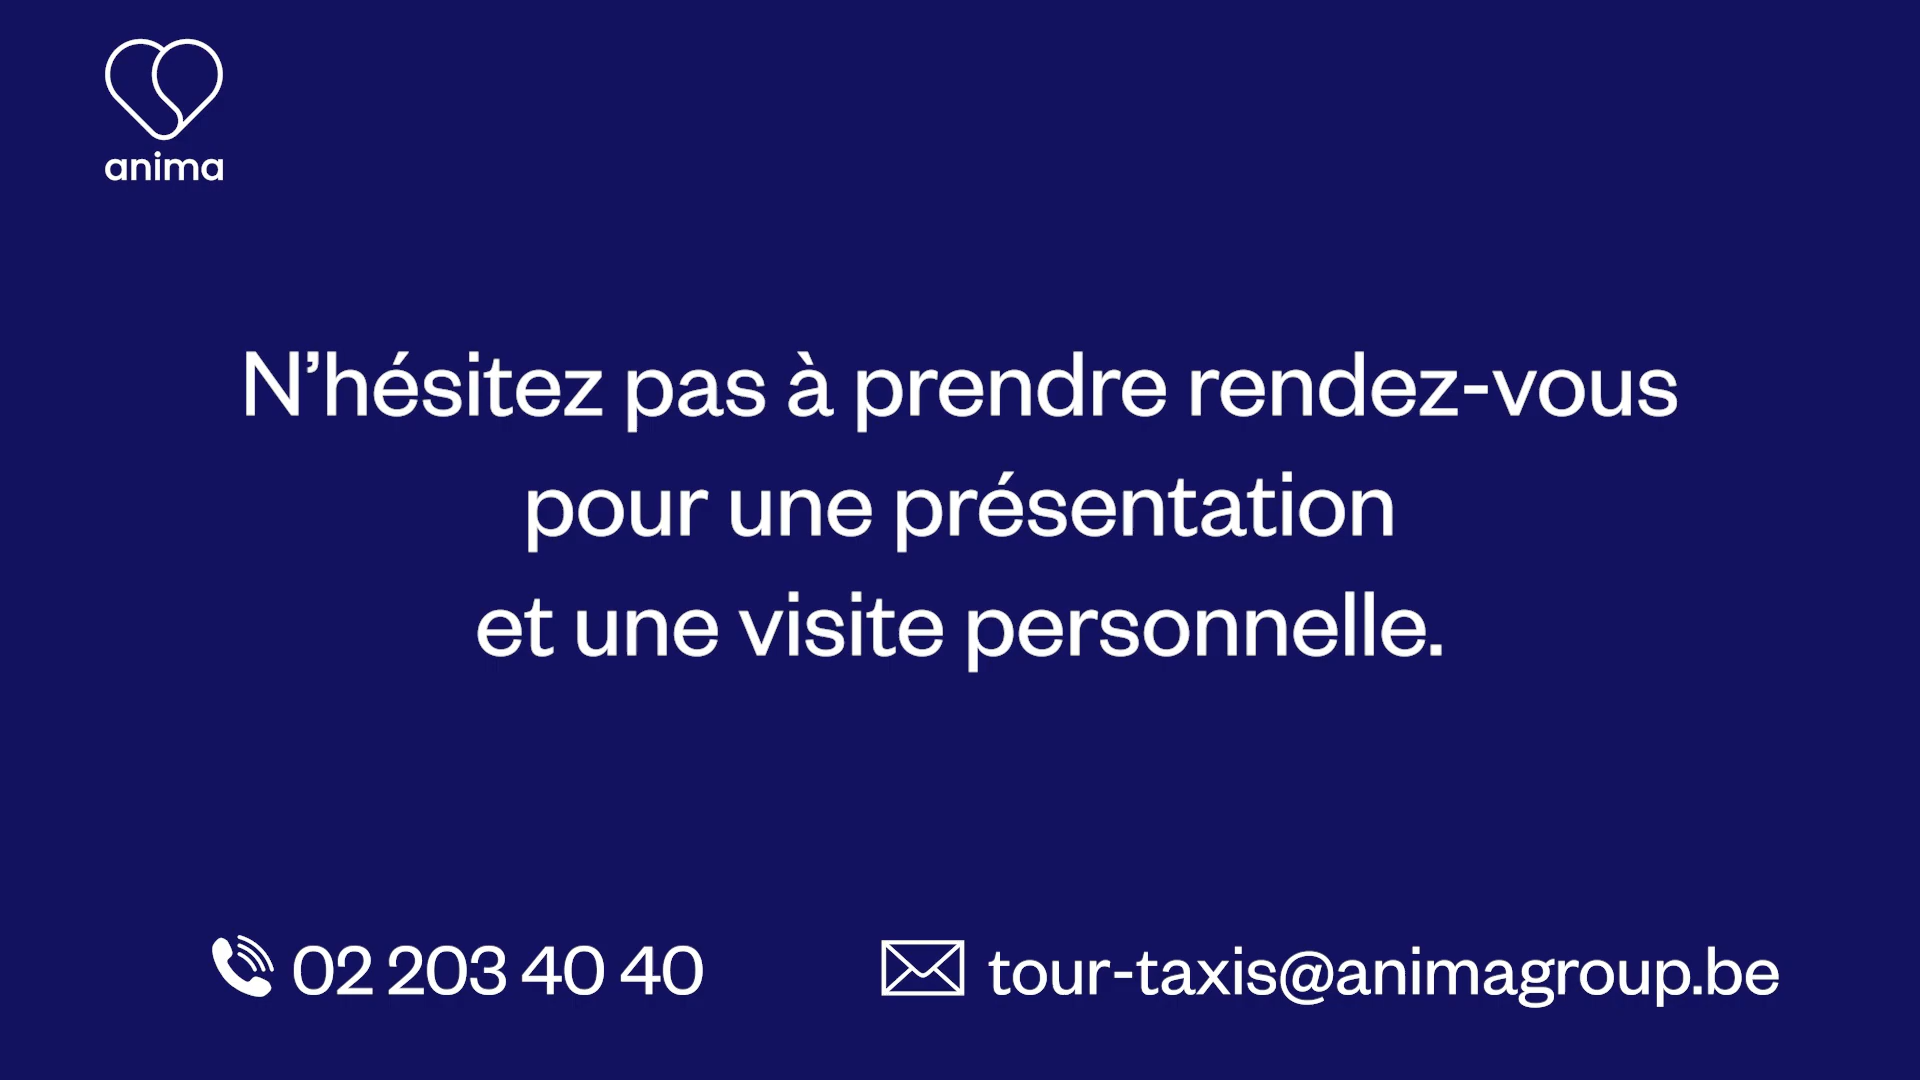 anima
N’hésitez pas à prendre rendez-vous
pour une présentation
et une visite personnelle.
02 203 40 40
tour-taxis@animagroup.be